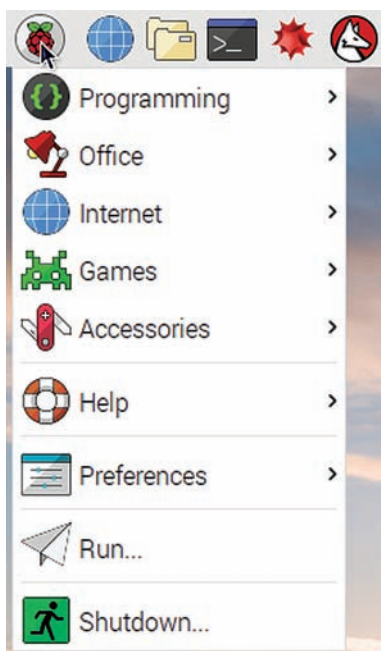 >_
Programming
Office
Internet
Games
Accessories
Help
Preferences
Run...
Shutdown...